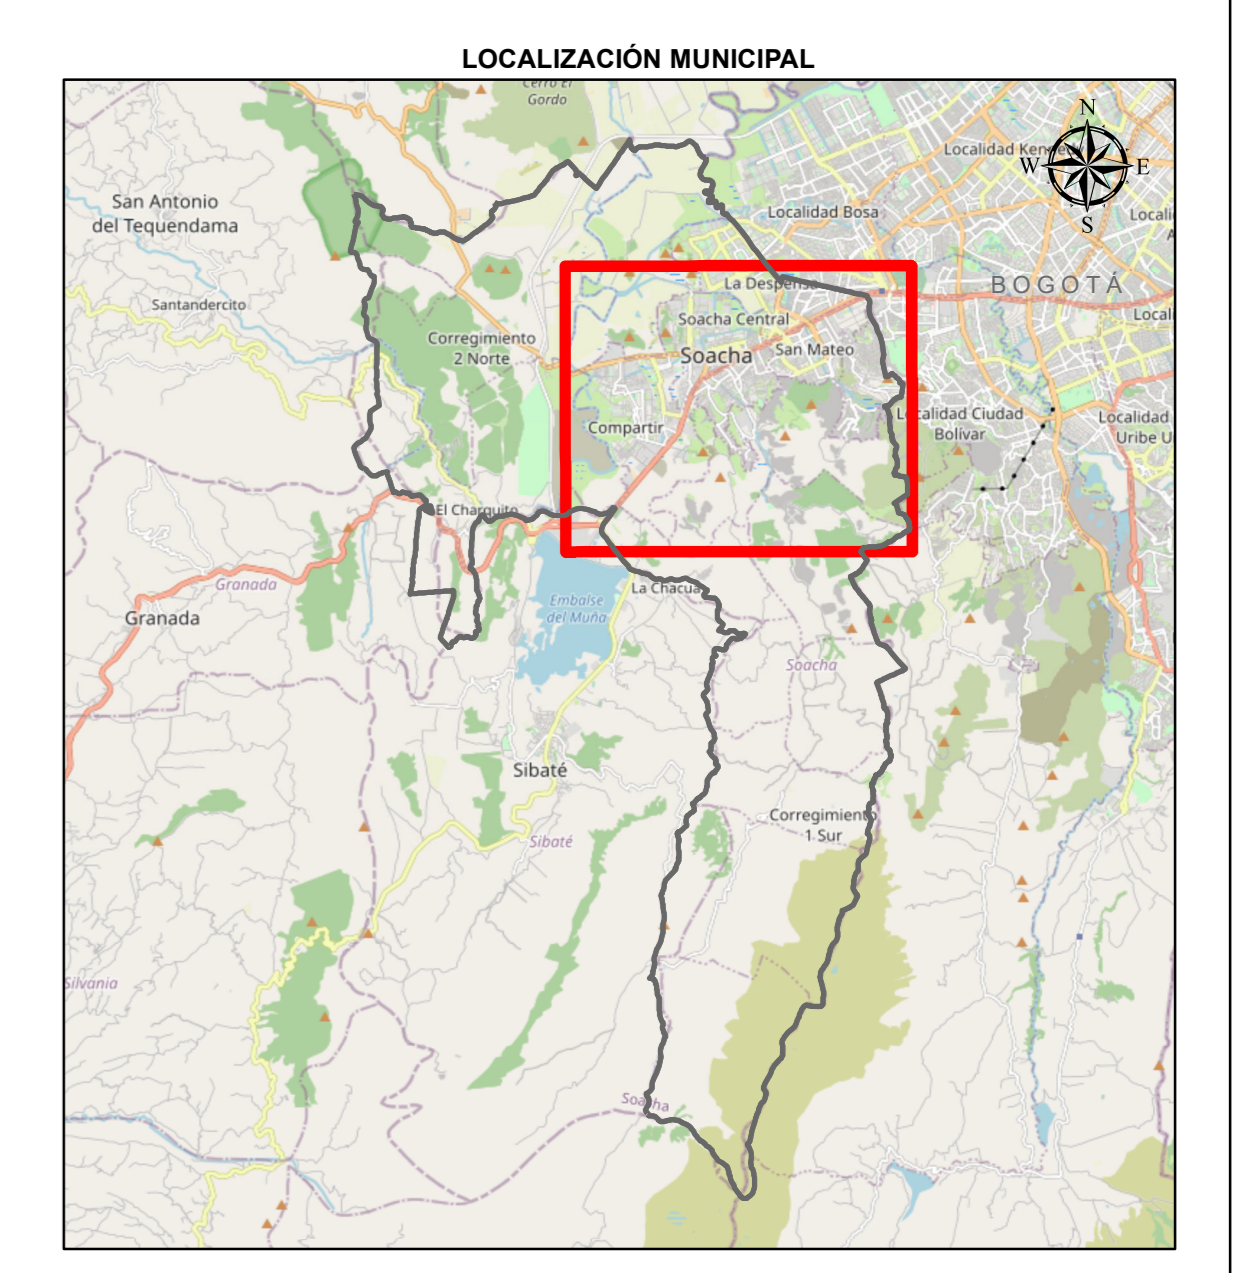 LOCALIZACIÓN MUNICIPAL
Cerro El
Gordo
N
W
E
S
Localidad Kennedy
San Antonio
del Tequendama
Localidad Bosa
La Despensa
BOGOTÁ
Santandercito
Soacha Central
Corregimiento
2 Norte
Soacha
San Mateo
Compartir
Localidad Ciudad
Bolívar
Localidad
Uribe U
El Charquito
Granada
La Chacua
Embalse
del Muña
Granada
Soacha
Sibaté
Corregimiento
1 Sur
Sibaté
Silvania
Soacha